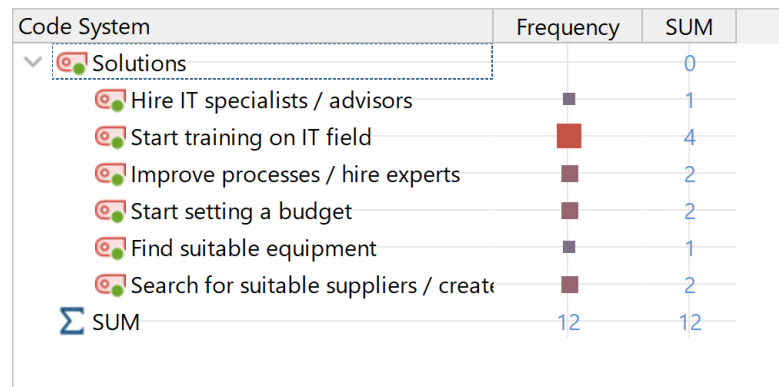 Code System Frequency SUM
Solutions 0
Hire IT specialists / advisors 1
Start training on IT field 4
Improve processes / hire experts 2
Start setting a budget 2
Find suitable equipment 1
Search for suitable suppliers / create 2
Σ SUM 12 12